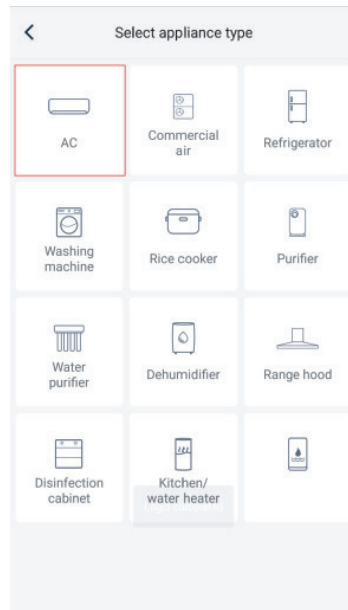 Select appliance type
AC
Commercial
air
Refrigerator
Washing
machine
Rice cooker
Purifier
Water
purifier
Dehumidifier
Range hood
Disinfection
cabinet
Kitchen/
water heater